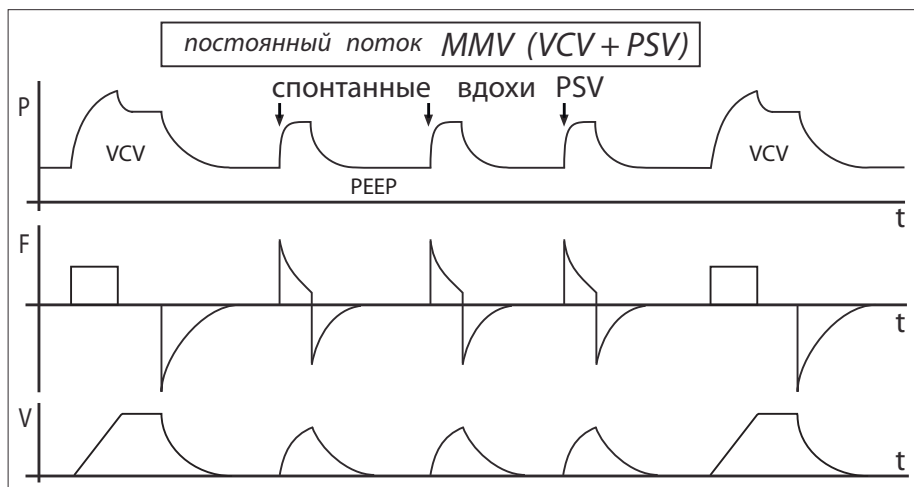 постоянный поток MMV (VCV + PSV)
спонтанные вдохи PSV
P
VCV
VCV
PEEP
t
F
t
V
t